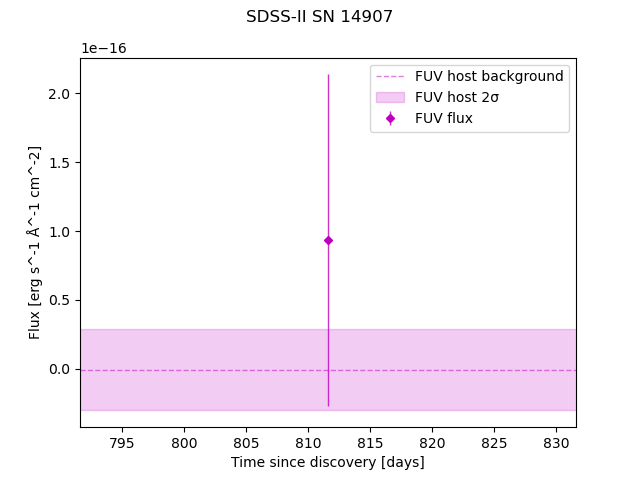 SDSS-II SN 14907
1e−16
FUV host background
FUV host 2σ
FUV flux
2.0
1.5
1.0
0.5
0.0
Flux [erg s^-1 Å^-1 cm^-2]
795 800 805 810 815 820 825 830
Time since discovery [days]